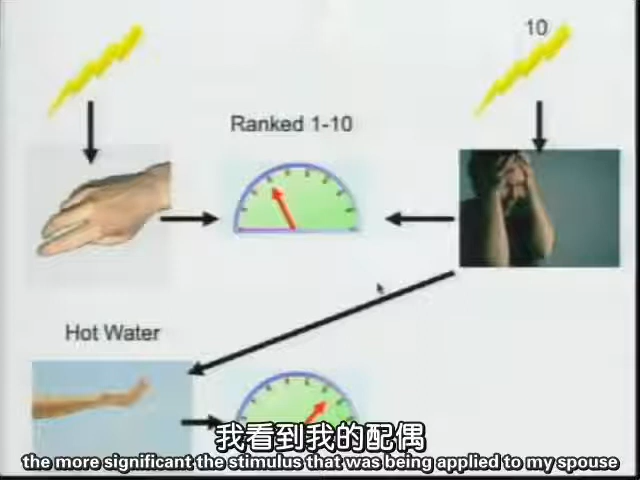 10
Ranked 1-10
Hot Water
我看到我的配偶
the more significant the stimulus that was being applied to my spouse